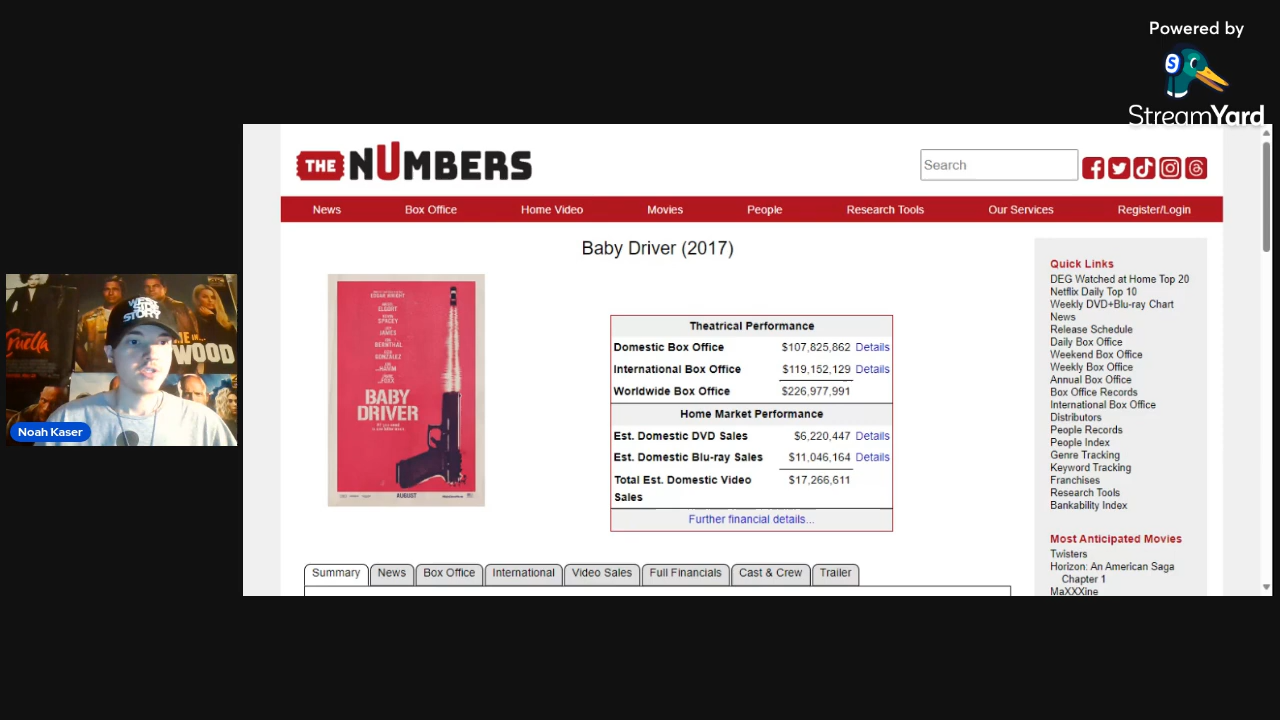 Powered by
StreamYard
THE NUMBERS
Search
News Box Office Home Video Movies People Research Tools Our Services Register/Login
Baby Driver (2017)
BABY
DRIVER
AUGUST
Theatrical Performance
Domestic Box Office $107,825,862 Details
International Box Office $119,152,129 Details
Worldwide Box Office $226,977,991
Home Market Performance
Est. Domestic DVD Sales $6,220,447 Details
Est. Domestic Blu-ray Sales $11,046,164 Details
Total Est. Domestic Video $17,266,611
Sales
Further financial details...
Summary News Box Office International Video Sales Full Financials Cast & Crew Trailer
Quick Links
DEG Watched at Home Top 20
Netflix Daily Top 10
Weekly DVD+Blu-ray Chart
News
Release Schedule
Daily Box Office
Weekend Box Office
Weekly Box Office
Annual Box Office
Box Office Records
International Box Office
Distributors
People Records
People Index
Genre Tracking
Keyword Tracking
Franchises
Research Tools
Bankability Index
Most Anticipated Movies
Twisters
Horizon: An American Saga
Chapter 1
MaXXXine
WEST
SIDE
STORY
WOOD
Noah Kaser